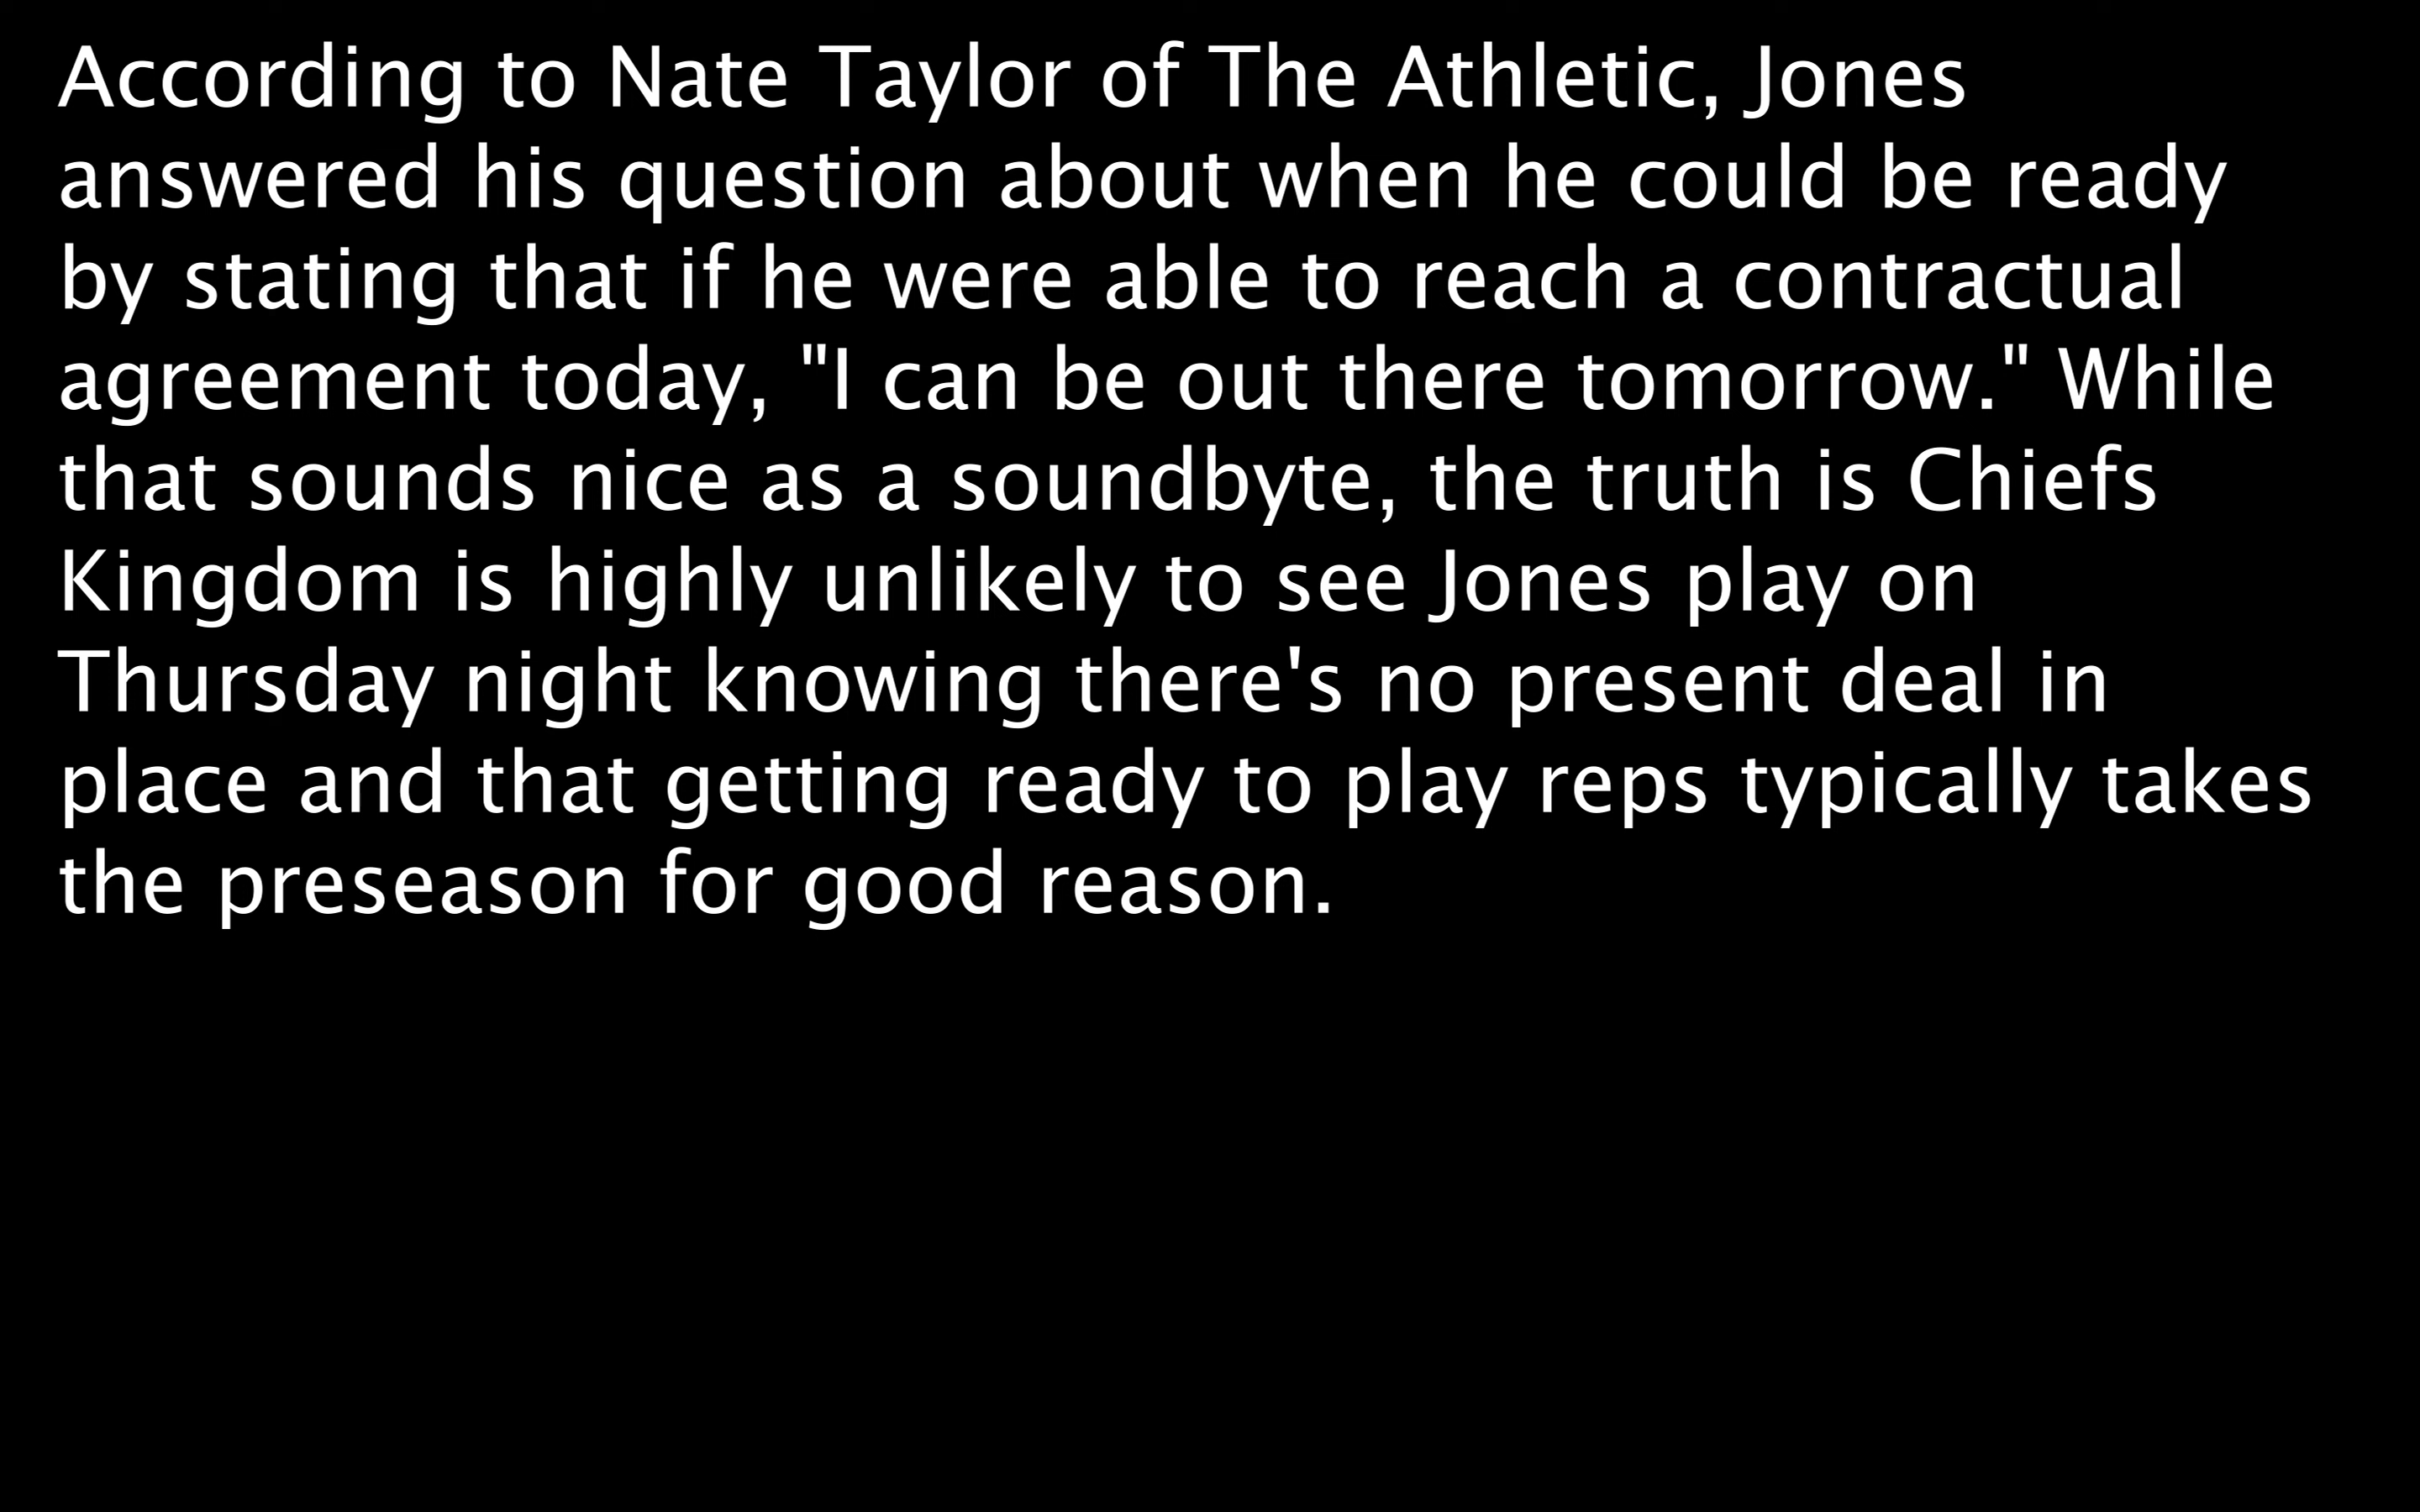 According to Nate Taylor of The Athletic, Jones
answered his question about when he could be ready
by stating that if he were able to reach a contractual
agreement today, "I can be out there tomorrow." While
that sounds nice as a soundbyte, the truth is Chiefs
Kingdom is highly unlikely to see Jones play on
Thursday night knowing there's no present deal in
place and that getting ready to play reps typically takes
the preseason for good reason.